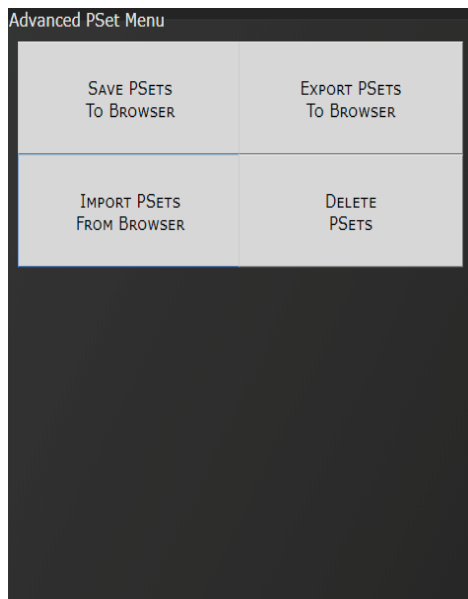 Advanced PSet Menu
Save PSets
To Browser
Export PSets
To Browser
Import PSets
From Browser
Delete
PSets